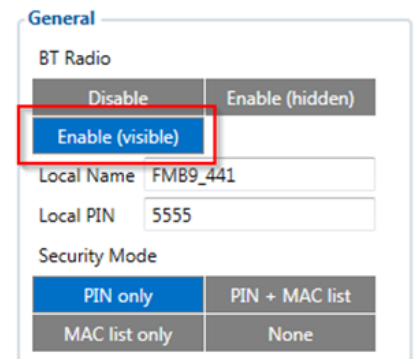 General
BT Radio
Disable Enable (hidden)
Enable (visible)
Local Name FMB9_441
Local PIN 5555
Security Mode
PIN only PIN + MAC list
MAC list only None